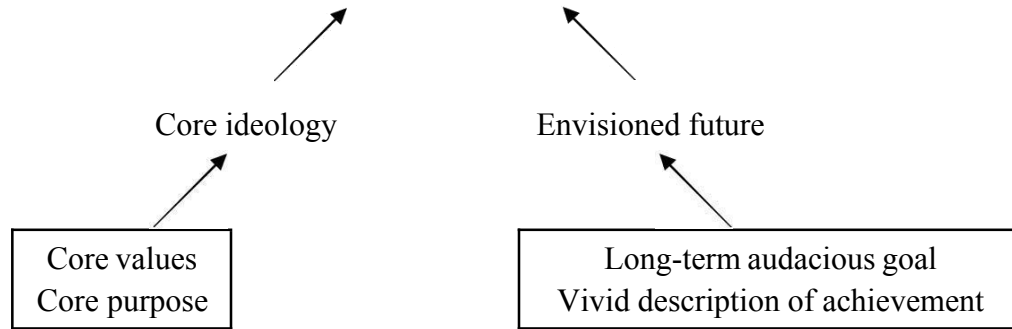 Core ideology
Envisioned future
Core values
Core purpose
Long-term audacious goal
Vivid description of achievement